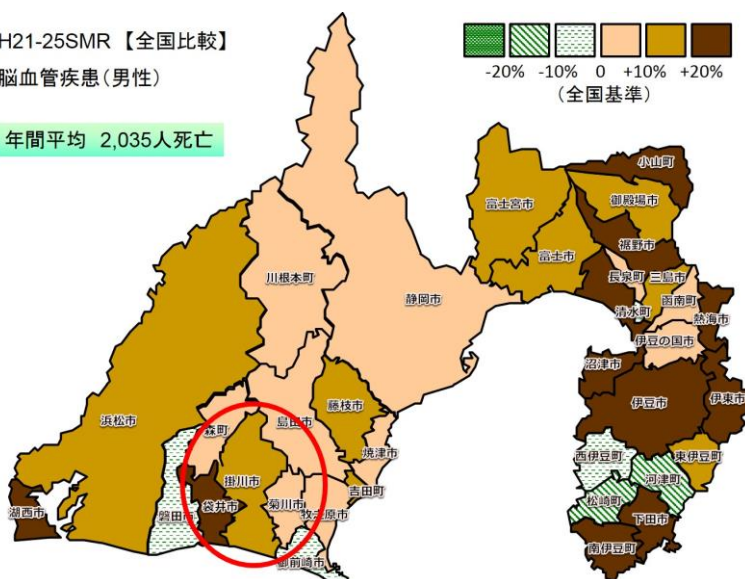 H21-25SMR【全国比較】
脳血管疾患(男性)
年間平均 2,035人死亡
-20% -10% 0 +10% +20%
(全国基準)
小山町
富士宮市
御殿場市
裾野市
富士市
川根本町
静岡市
長泉町
三島市
清水町
函南町
熱海市
伊豆の国市
沼津市
伊豆市
伊東市
藤枝市
島田市
浜松市
森町
焼津市
西伊豆町
東伊豆町
掛川市
河津町
吉田町
湖西市
磐田市
袋井市
菊川市
牧之原市
松崎町
下田市
御前崎市
南伊豆町